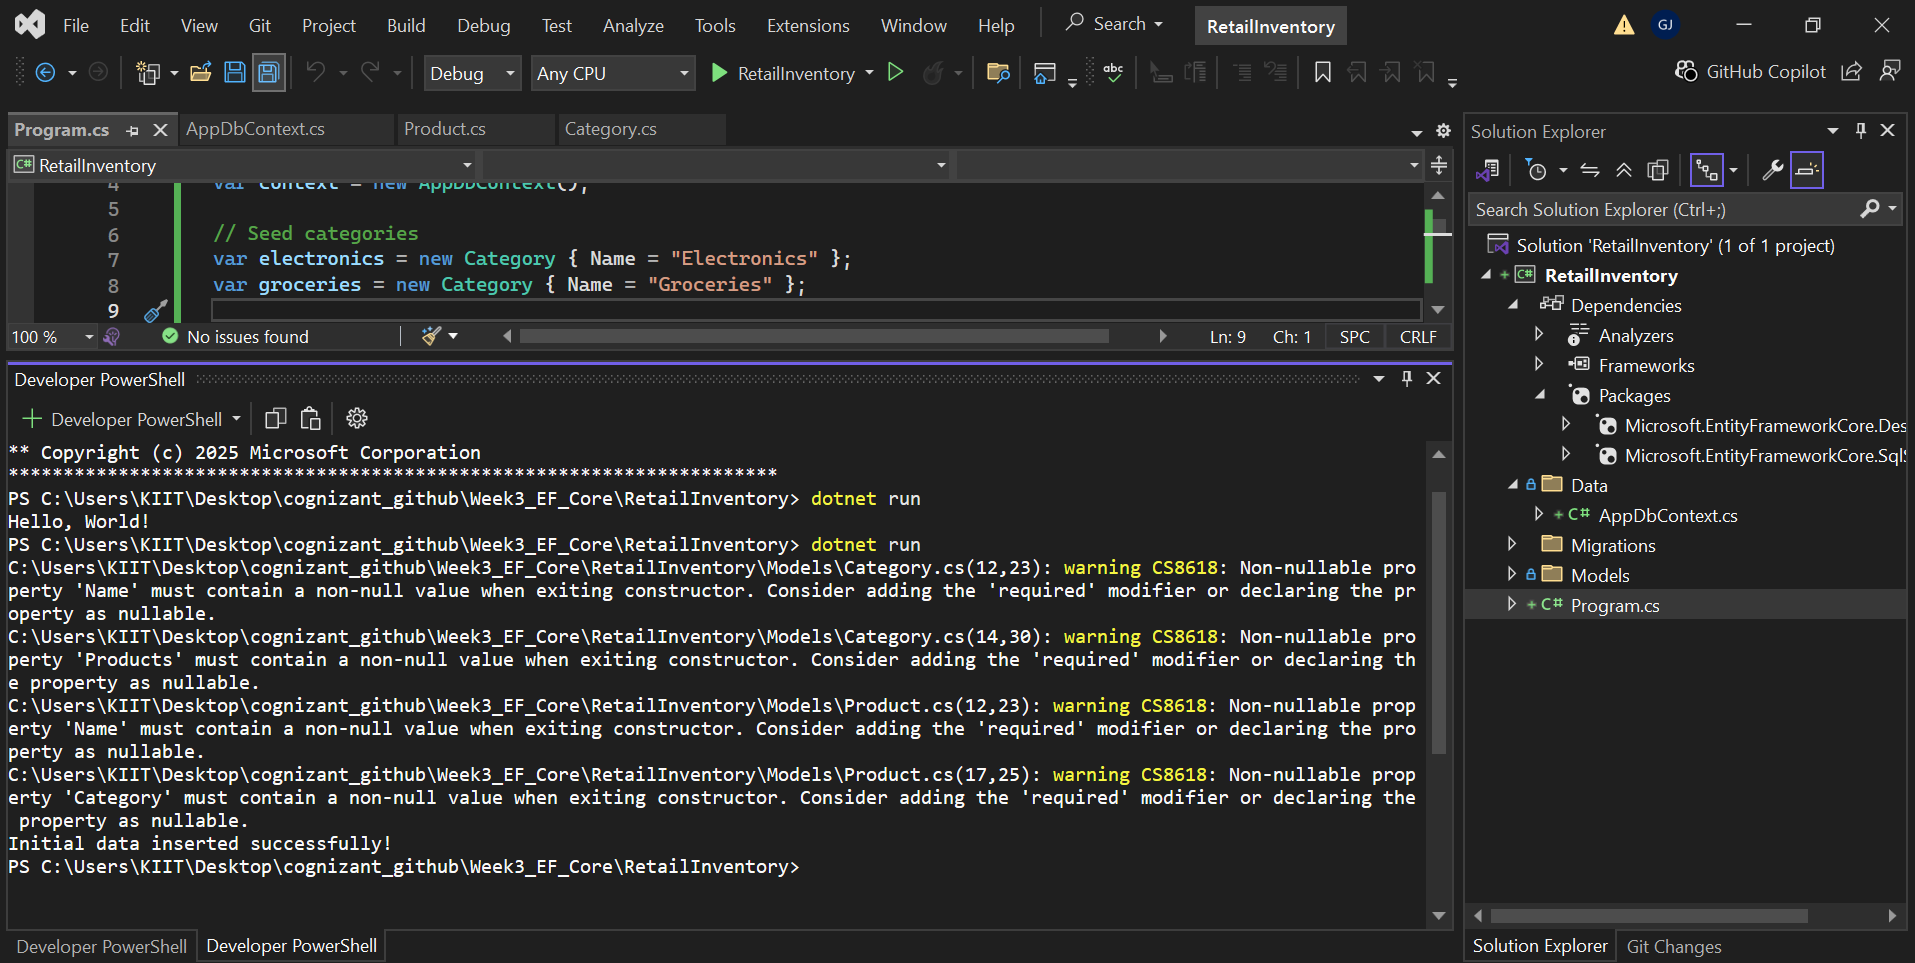 File Edit View Git Project Build Debug Test Analyze Tools Extensions Window Help Search RetailInventory GJ
Debug Any CPU RetailInventory abc GitHub Copilot
Program.cs AppDbContext.cs Product.cs Category.cs
C# RetailInventory
4 var context = new AppDbContext();
5
6 // Seed categories
7 var electronics = new Category { Name = "Electronics" };
8 var groceries = new Category { Name = "Groceries" };
9
100 % No issues found Ln: 9 Ch: 1 SPC CRLF
Developer PowerShell
Developer PowerShell
** Copyright (c) 2025 Microsoft Corporation
**********************************************************************
PS C:\Users\KIIT\Desktop\cognizant_github\Week3_EF_Core\RetailInventory> dotnet run
Hello, World!
PS C:\Users\KIIT\Desktop\cognizant_github\Week3_EF_Core\RetailInventory> dotnet run
C:\Users\KIIT\Desktop\cognizant_github\Week3_EF_Core\RetailInventory\Models\Category.cs(12,23): warning CS8618: Non-nullable pro
perty 'Name' must contain a non-null value when exiting constructor. Consider adding the 'required' modifier or declaring the pr
operty as nullable.
C:\Users\KIIT\Desktop\cognizant_github\Week3_EF_Core\RetailInventory\Models\Category.cs(14,30): warning CS8618: Non-nullable pro
perty 'Products' must contain a non-null value when exiting constructor. Consider adding the 'required' modifier or declaring th
e property as nullable.
C:\Users\KIIT\Desktop\cognizant_github\Week3_EF_Core\RetailInventory\Models\Product.cs(12,23): warning CS8618: Non-nullable prop
erty 'Name' must contain a non-null value when exiting constructor. Consider adding the 'required' modifier or declaring the pro
perty as nullable.
C:\Users\KIIT\Desktop\cognizant_github\Week3_EF_Core\RetailInventory\Models\Product.cs(17,25): warning CS8618: Non-nullable prop
erty 'Category' must contain a non-null value when exiting constructor. Consider adding the 'required' modifier or declaring the
 property as nullable.
Initial data inserted successfully!
PS C:\Users\KIIT\Desktop\cognizant_github\Week3_EF_Core\RetailInventory>
Developer PowerShell Developer PowerShell
Solution Explorer
Search Solution Explorer (Ctrl+;)
Solution 'RetailInventory' (1 of 1 project)
C# RetailInventory
Dependencies
Analyzers
Frameworks
Packages
Microsoft.EntityFrameworkCore.Des
Microsoft.EntityFrameworkCore.SqlS
Data
C# AppDbContext.cs
Migrations
Models
C# Program.cs
Solution Explorer Git Changes